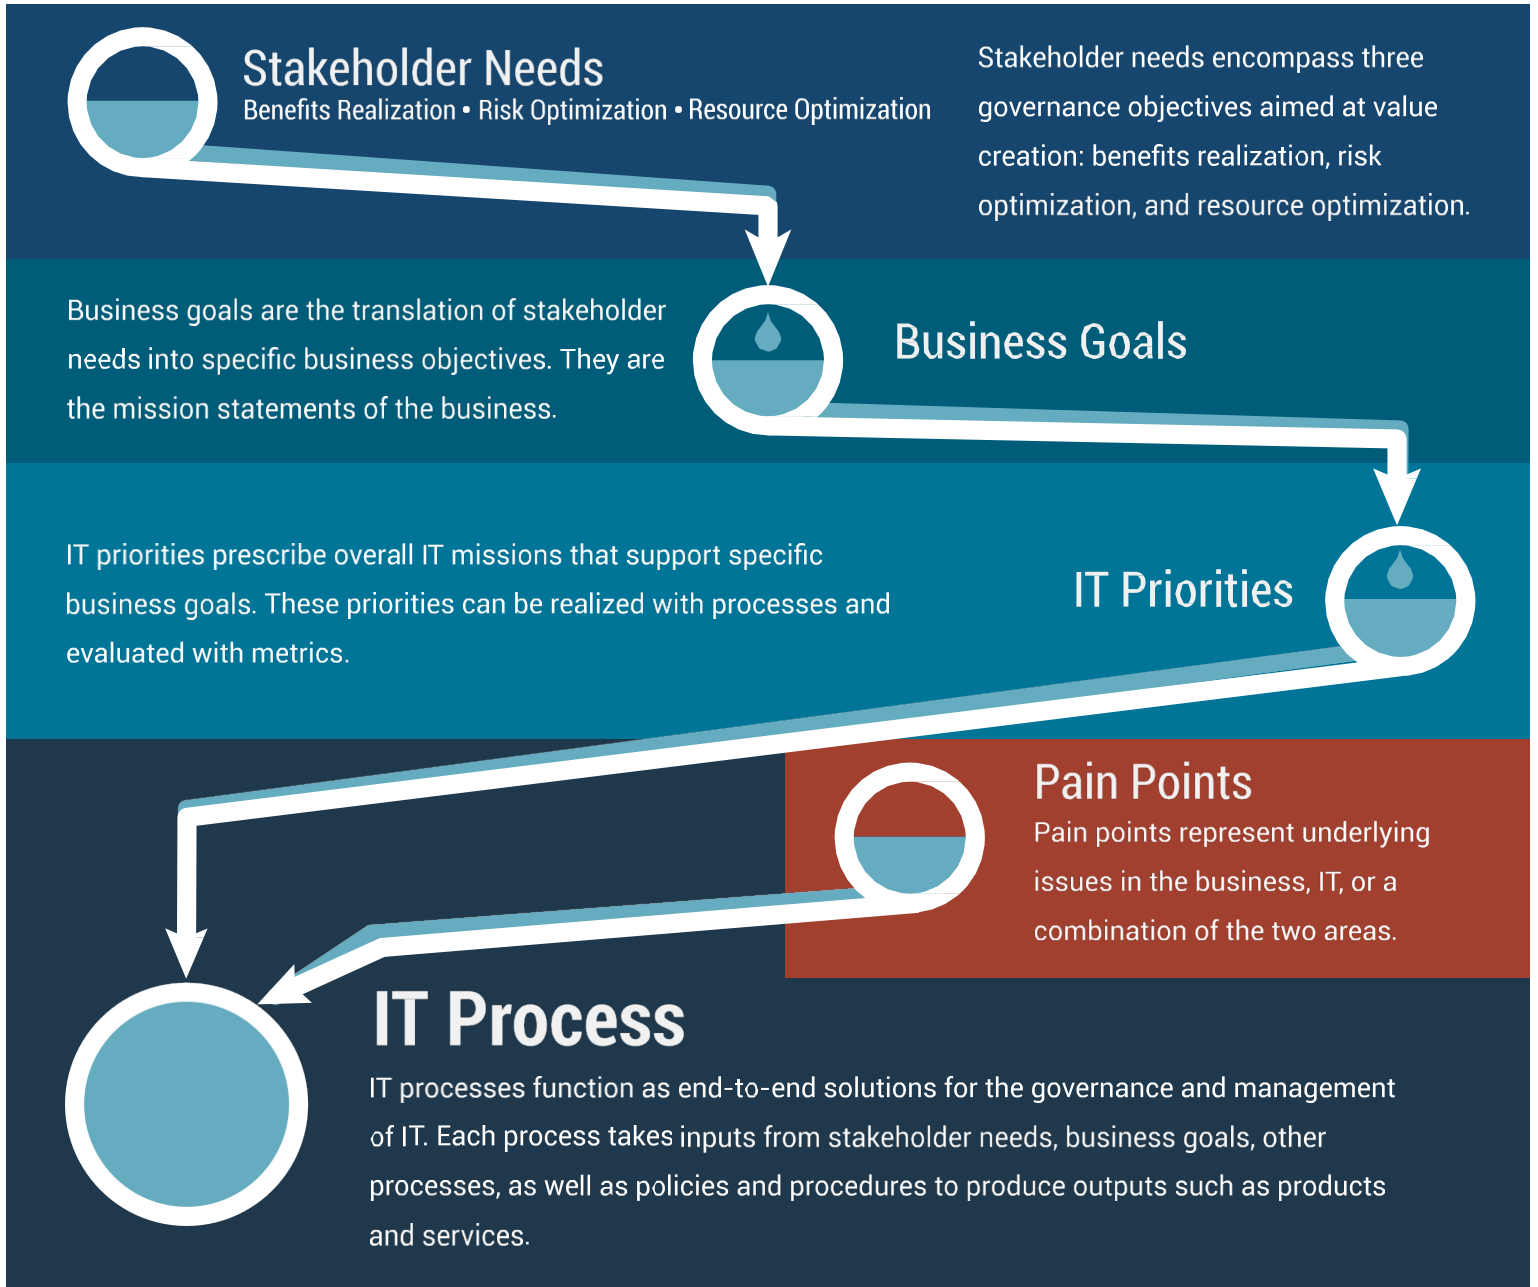 Stakeholder Needs
Benefits Realization • Risk Optimization • Resource Optimization
Stakeholder needs encompass three
governance objectives aimed at value
creation: benefits realization, risk
optimization, and resource optimization.
Business goals are the translation of stakeholder
needs into specific business objectives. They are
the mission statements of the business.
Business Goals
IT priorities prescribe overall IT missions that support specific
business goals. These priorities can be realized with processes and
evaluated with metrics.
IT Priorities
Pain Points
Pain points represent underlying
issues in the business, IT, or a
combination of the two areas.
IT Process
IT processes function as end-to-end solutions for the governance and management
of IT. Each process takes inputs from stakeholder needs, business goals, other
processes, as well as policies and procedures to produce outputs such as products
and services.